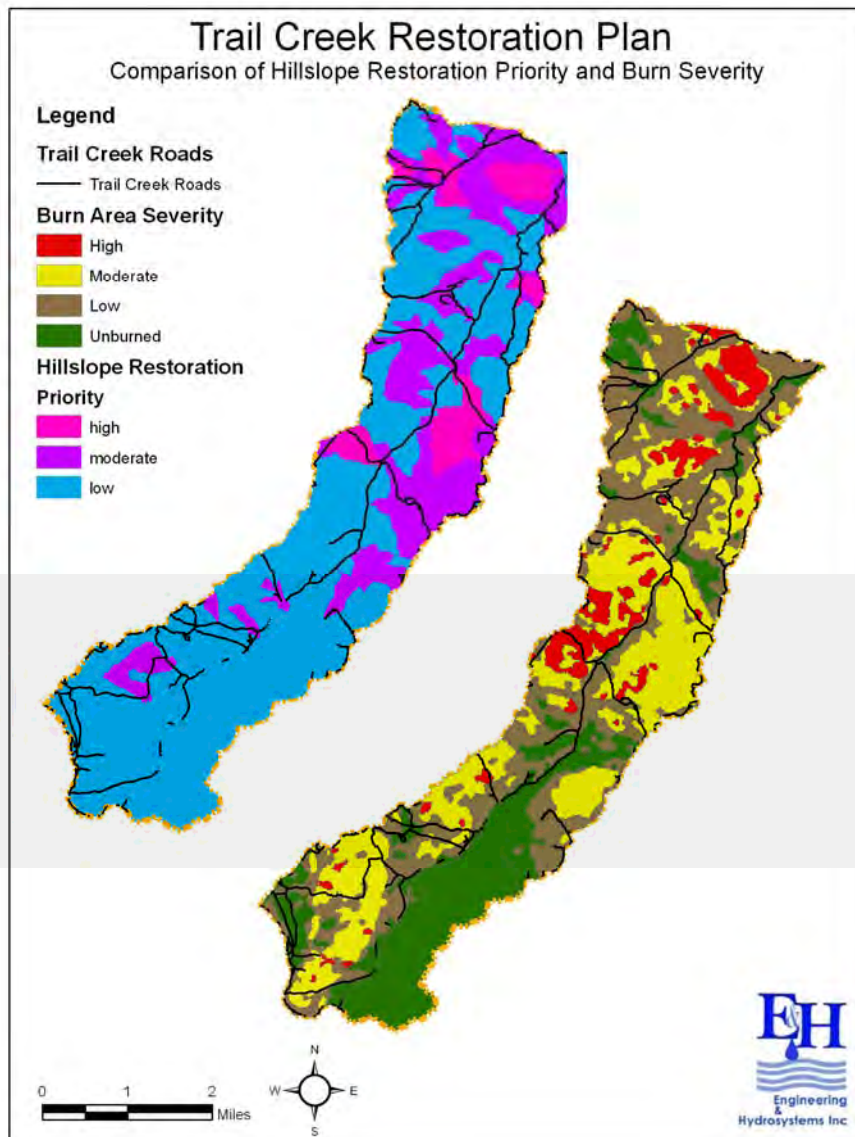 Trail Creek Restoration Plan
Comparison of Hillslope Restoration Priority and Burn Severity
Legend
Trail Creek Roads
Trail Creek Roads
Burn Area Severity
High
Moderate
Low
Unburned
Hillslope Restoration
Priority
high
moderate
low
0 1 2
Miles
N
W E
S
E&H
Engineering
&
Hydrosystems Inc